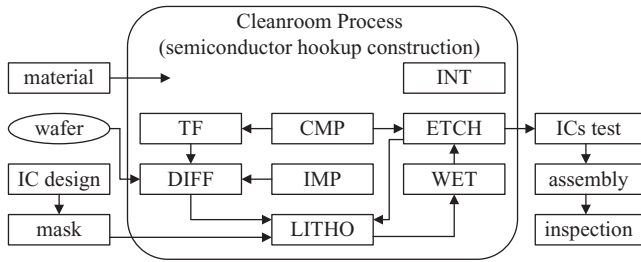 Cleanroom Process
(semiconductor hookup construction)
material
INT
wafer
TF
CMP
ETCH
ICs test
IC design
DIFF
IMP
WET
assembly
mask
LITHO
inspection